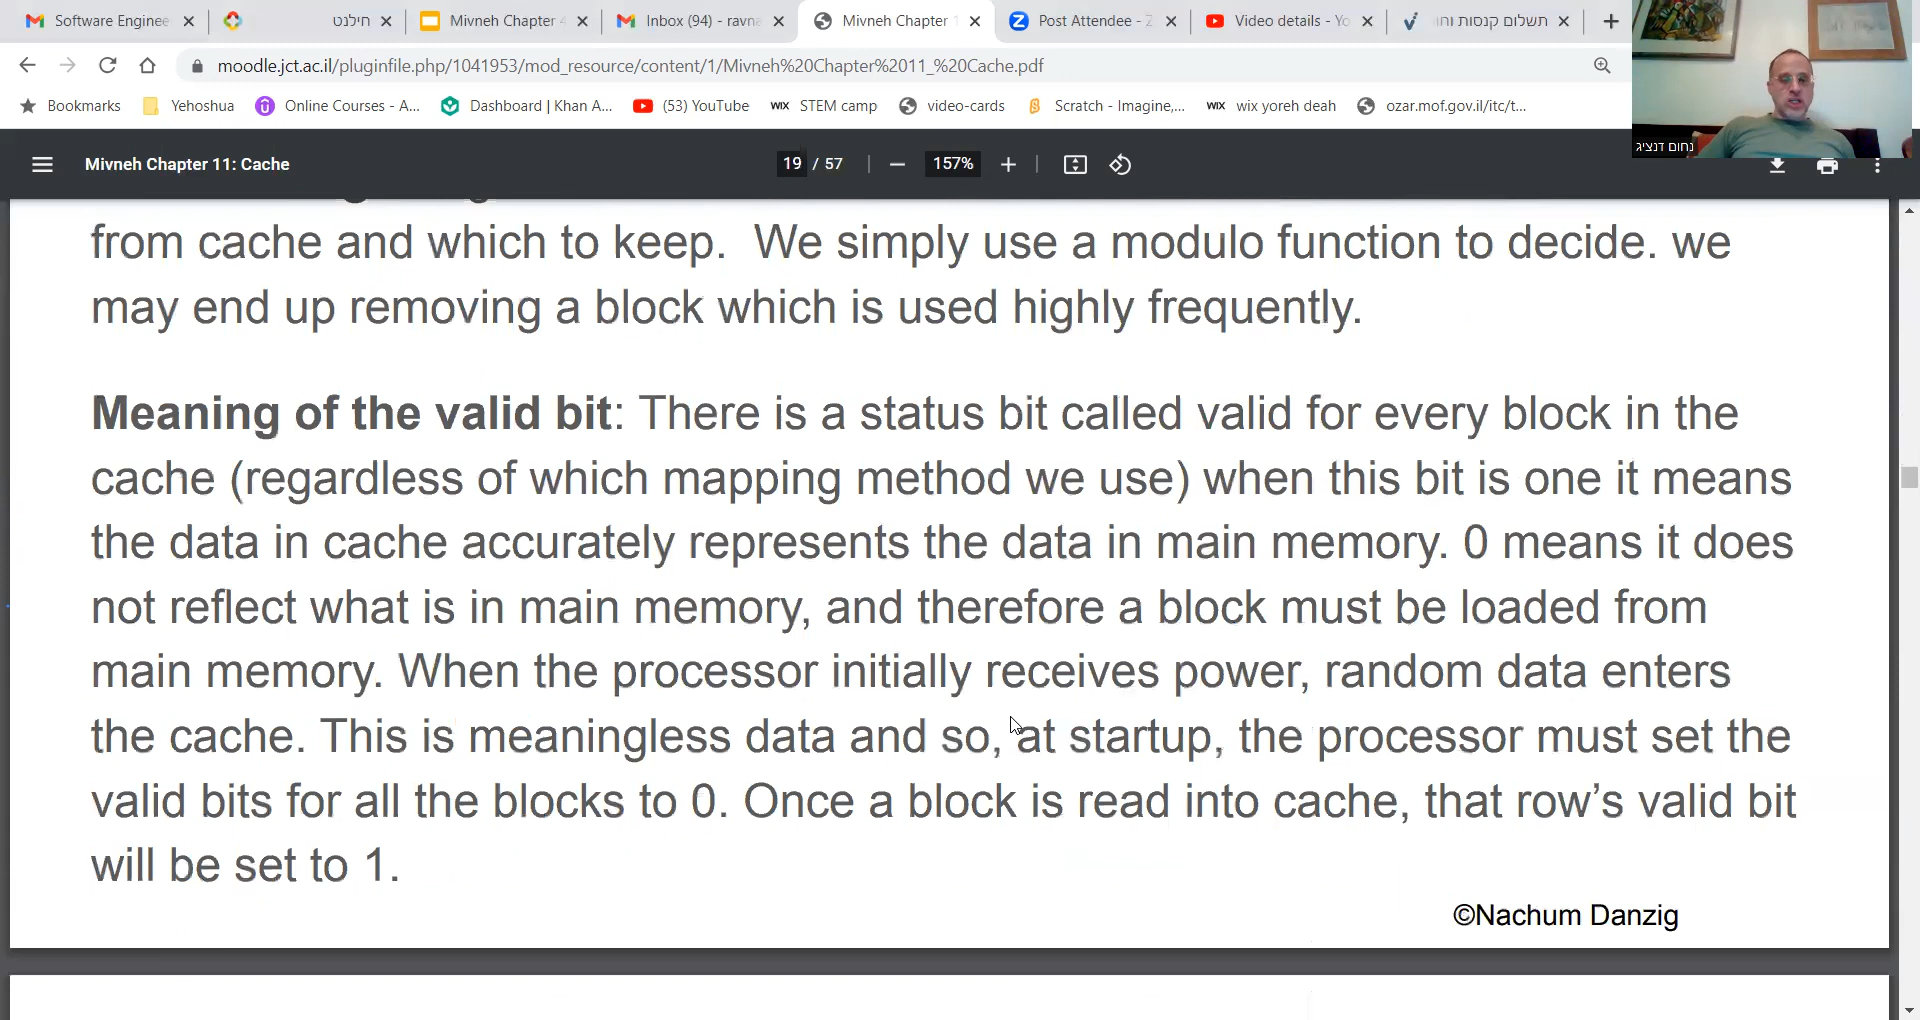 Software Enginee
חילנט
Mivneh Chapter 4
Inbox (94) - ravna
Mivneh Chapter 1
Post Attendee - Z
Video details - Yo
תשלום קנסות וחו
moodle.jct.ac.il/pluginfile.php/1041953/mod_resource/content/1/Mivneh%20Chapter%2011_%20Cache.pdf
Bookmarks
Yehoshua
Online Courses - A...
Dashboard | Khan A...
(53) YouTube
WIX STEM camp
video-cards
Scratch - Imagine,...
WIX wix yoreh deah
ozar.mof.gov.il/itc/t...
נחום דנציג
Mivneh Chapter 11: Cache
19 / 57
157%
from cache and which to keep.  We simply use a modulo function to decide. we
may end up removing a block which is used highly frequently.
Meaning of the valid bit: There is a status bit called valid for every block in the
cache (regardless of which mapping method we use) when this bit is one it means
the data in cache accurately represents the data in main memory. 0 means it does
not reflect what is in main memory, and therefore a block must be loaded from
main memory. When the processor initially receives power, random data enters
the cache. This is meaningless data and so, at startup, the processor must set the
valid bits for all the blocks to 0. Once a block is read into cache, that row's valid bit
will be set to 1.
©Nachum Danzig